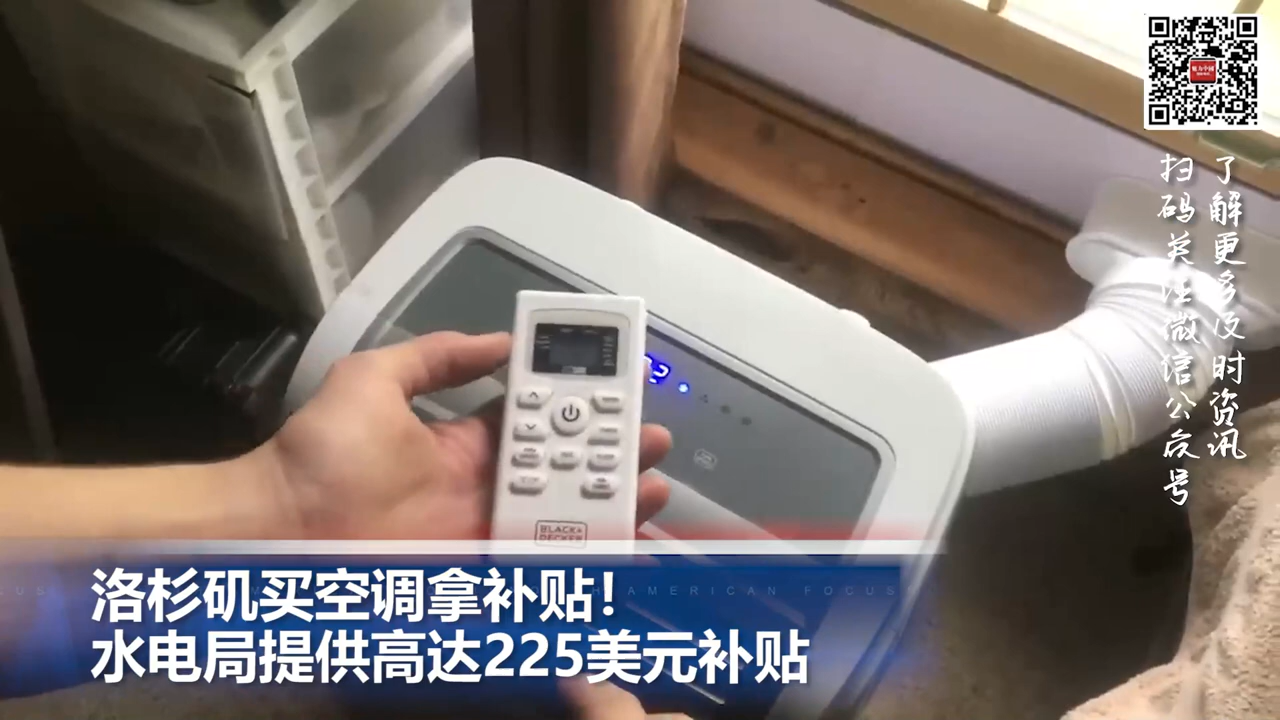 了解更多及时资讯
扫码关注微信公众号
BLACK+
DECKER
AMERICAN FOCUS
洛杉矶买空调拿补贴！
水电局提供高达225美元补贴